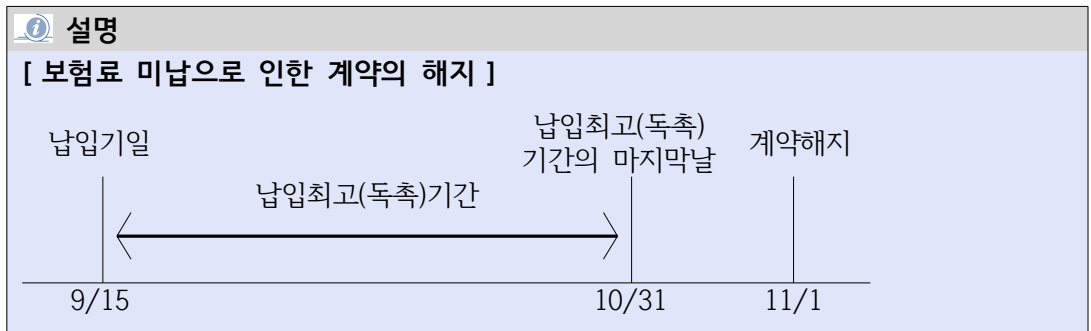 설명
[ 보험료 미납으로 인한 계약의 해지 ]
납입기일
납입최고(독촉)
기간의 마지막날
계약해지
납입최고(독촉)기간
9/15
10/31
11/1